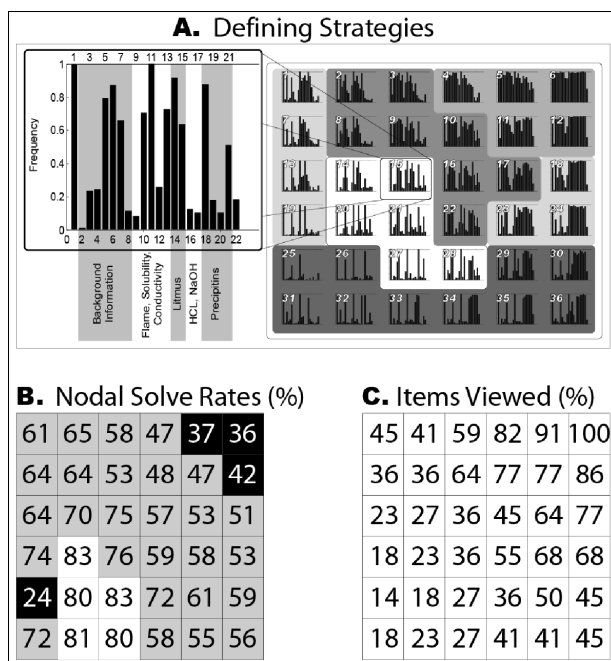 A. Defining Strategies
1 3 5 7 9 11 13 15 17 19 21
1
0.8
0.6
0.4
0.2
0
Frequency
0 2 4 6 8 10 12 14 16 18 20 22
Background
Information
Flame, Solubility,
Conductivity
Litmus
HCL, NaOH
Precipitins
1 2 3 4 5 6
7 8 9 10 11 12
13 14 15 16 17 18
19 20 21 22 23 24
25 26 27 28 29 30
31 32 33 34 35 36
B. Nodal Solve Rates (%)
61 65 58 47 37 36
64 64 53 48 47 42
64 70 75 57 53 51
74 83 76 59 58 53
24 80 83 72 61 59
72 81 80 58 55 56
C. Items Viewed (%)
45 41 59 82 91 100
36 36 64 77 77 86
23 27 36 45 64 77
18 23 36 55 68 68
14 18 27 36 50 45
18 23 27 41 41 45